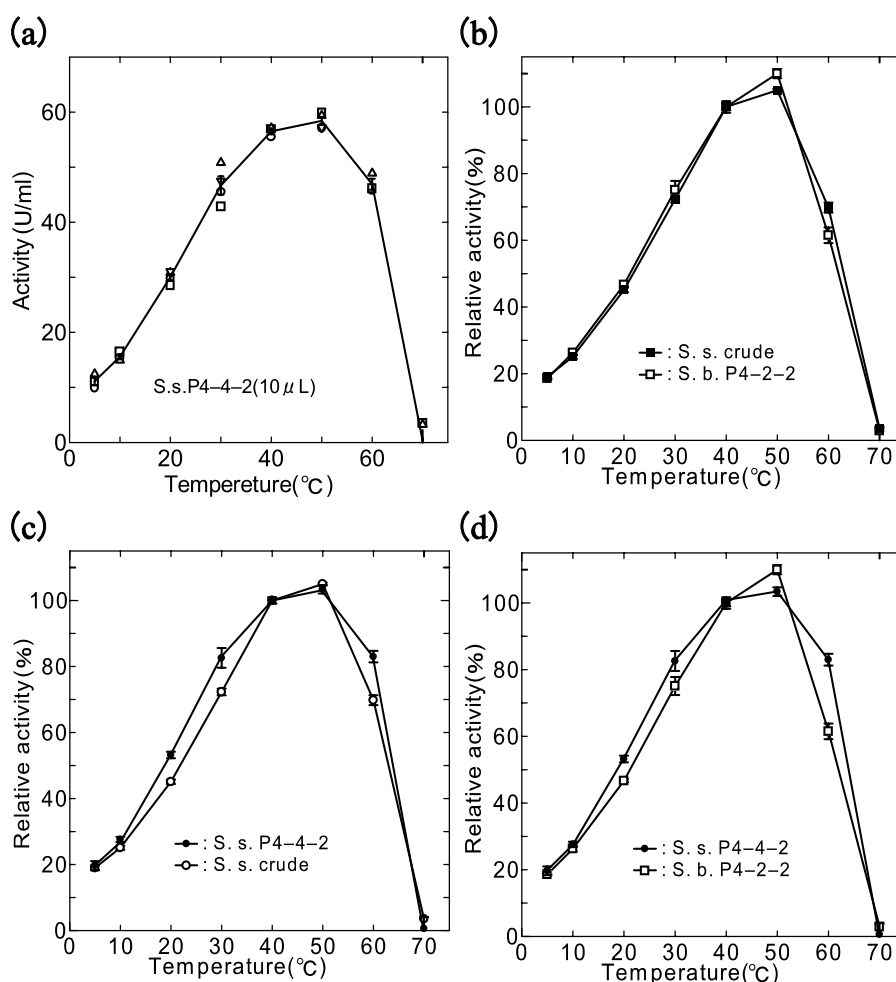 (a)
60
40
20
0
Activity(U/ml)
S.s.P4–4–2(10μL)
0 20 40 60
Tempereture(℃)
(b)
100
80
60
40
20
0
Relative activity(%)
: S. s. crude
: S. b. P4–2–2
0 10 20 30 40 50 60 70
Temperature(℃)
(c)
100
80
60
40
20
0
Relative activity(%)
: S. s. P4–4–2
: S. s. crude
0 10 20 30 40 50 60 70
Temperature(℃)
(d)
100
80
60
40
20
0
Relative activity(%)
: S. s. P4–4–2
: S. b. P4–2–2
0 10 20 30 40 50 60 70
Temperature(℃)